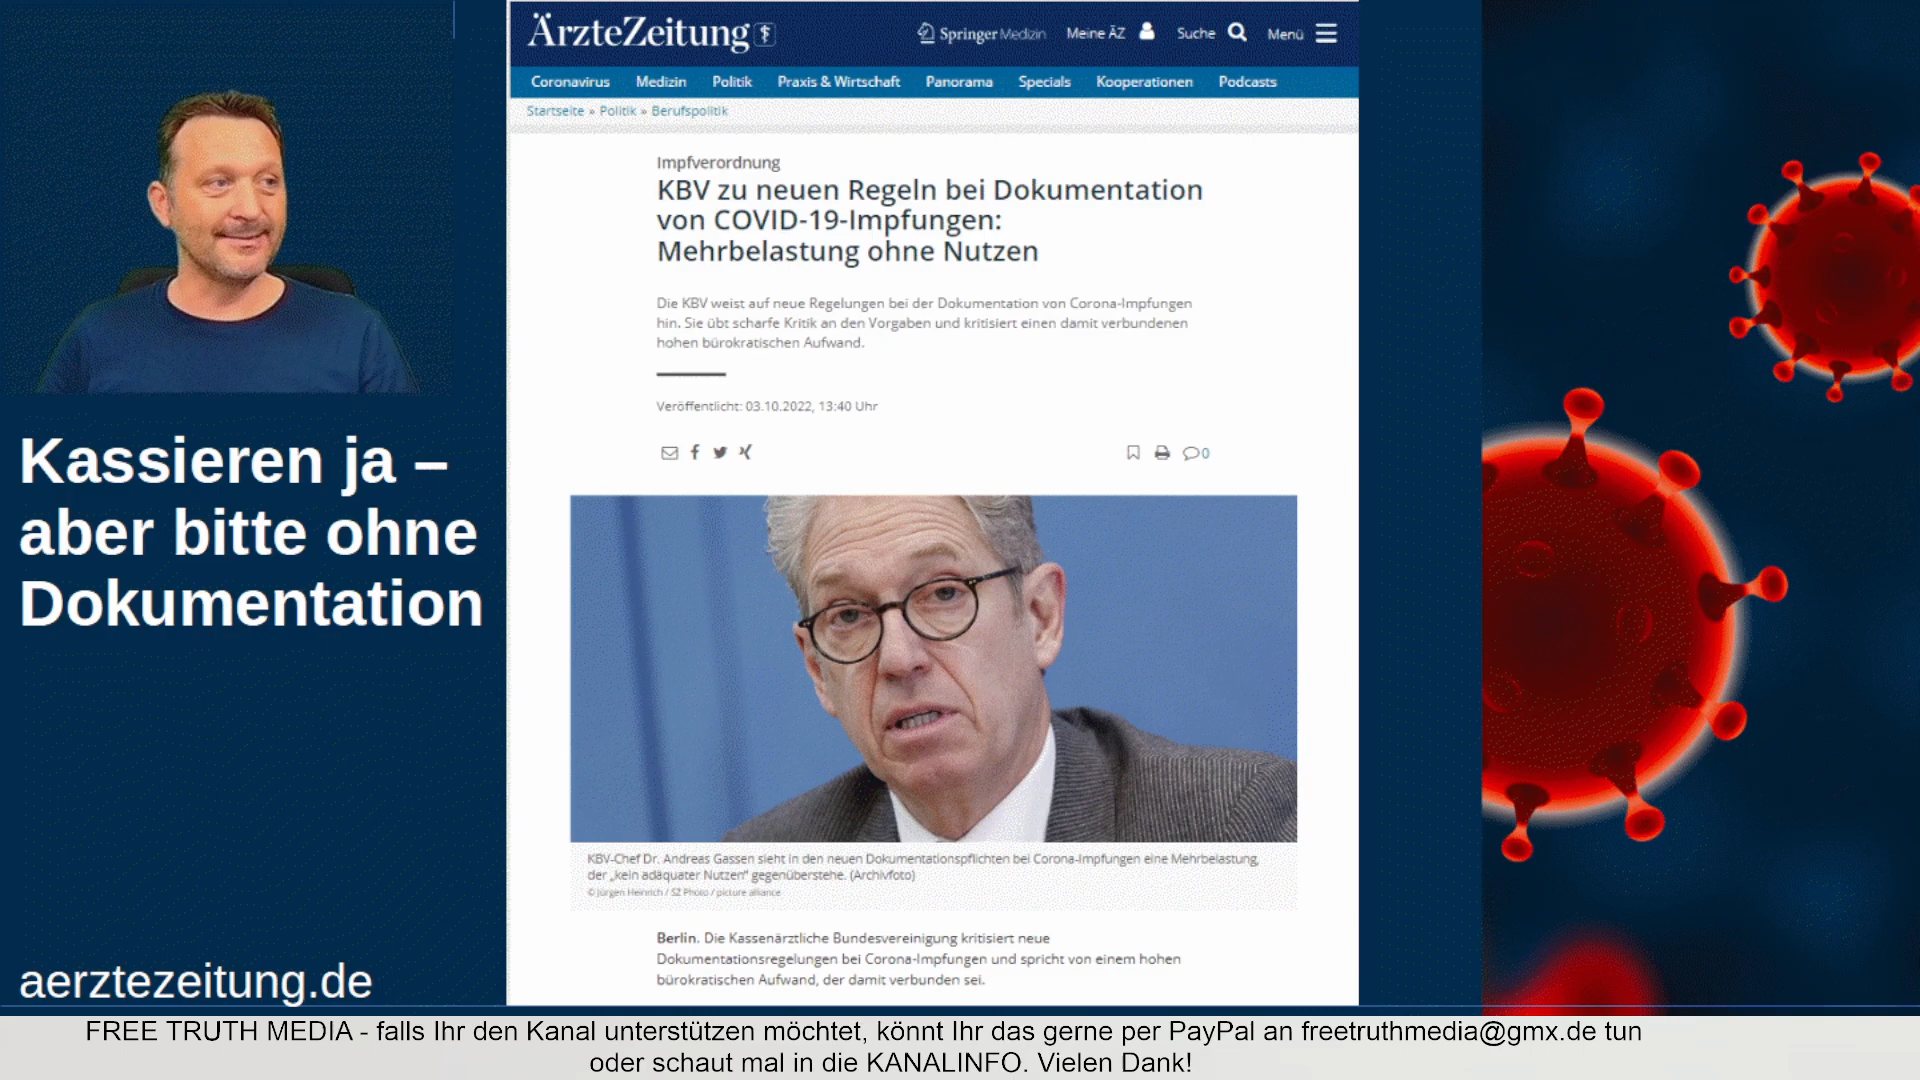 ÄrzteZeitung
Springer Medizin
Meine ÄZ
Suche
Menü
Coronavirus Medizin Politik Praxis & Wirtschaft Panorama Specials Kooperationen Podcasts
Startseite » Politik » Berufspolitik
Impfverordnung
KBV zu neuen Regeln bei Dokumentation
von COVID-19-Impfungen:
Mehrbelastung ohne Nutzen
Die KBV weist auf neue Regelungen bei der Dokumentation von Corona-Impfungen
hin. Sie übt scharfe Kritik an den Vorgaben und kritisiert einen damit verbundenen
hohen bürokratischen Aufwand.
Veröffentlicht: 03.10.2022, 13:40 Uhr
0
KBV-Chef Dr. Andreas Gassen sieht in den neuen Dokumentationspflichten bei Corona-Impfungen eine Mehrbelastung,
der „kein adäquater Nutzen" gegenüberstehe. (Archivfoto)
© Jürgen Heinrich / SZ Photo / picture alliance
Berlin. Die Kassenärztliche Bundesvereinigung kritisiert neue
Dokumentationsregelungen bei Corona-Impfungen und spricht von einem hohen
bürokratischen Aufwand, der damit verbunden sei.
Kassieren ja –
aber bitte ohne
Dokumentation
aerztezeitung.de
FREE TRUTH MEDIA - falls Ihr den Kanal unterstützen möchtet, könnt Ihr das gerne per PayPal an freetruthmedia@gmx.de tun
oder schaut mal in die KANALINFO. Vielen Dank!